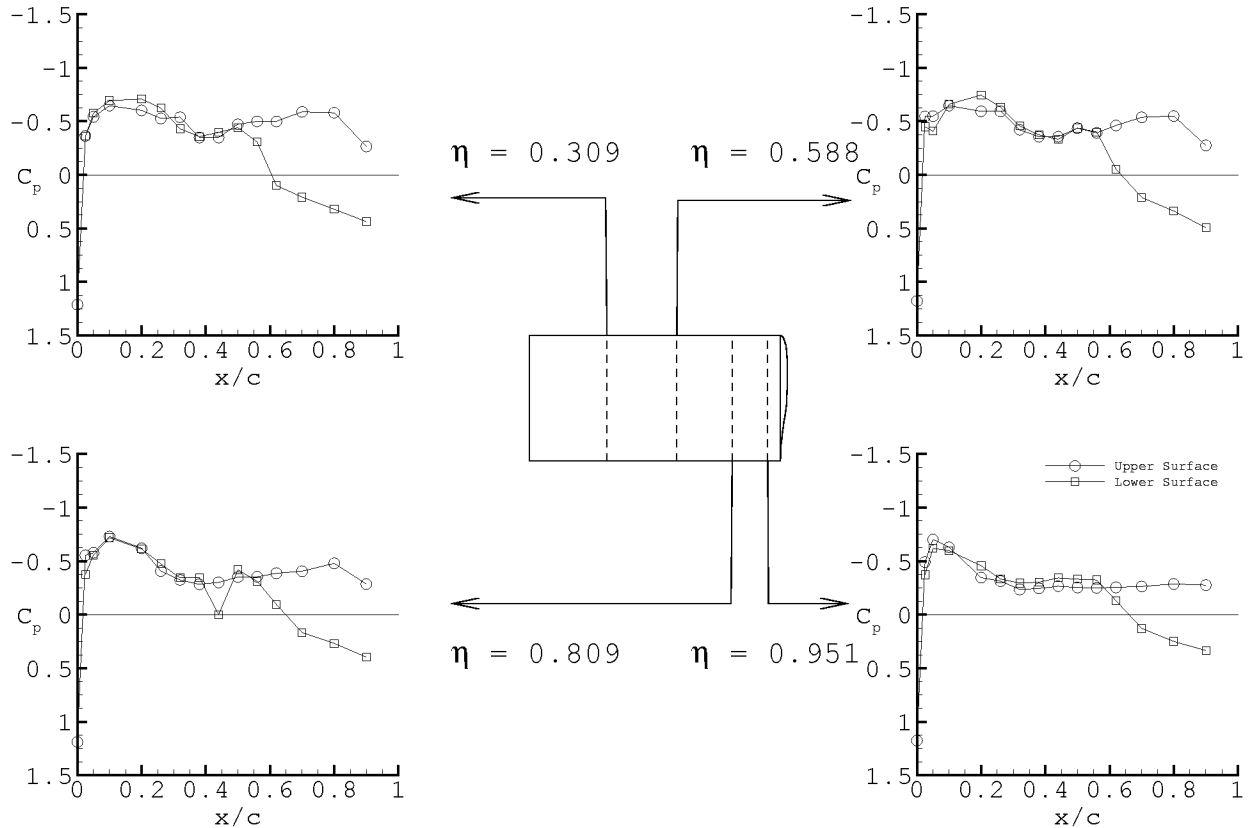 -1.5
-1
-0.5
0
0.5
1
1.5
C_p
0 0.2 0.4 0.6 0.8 1
x/c
-1.5
-1
-0.5
0
0.5
1
1.5
C_p
0 0.2 0.4 0.6 0.8 1
x/c
η = 0.309
η = 0.588
-1.5
-1
-0.5
0
0.5
1
1.5
C_p
0 0.2 0.4 0.6 0.8 1
x/c
η = 0.809
η = 0.951
-1.5
-1
-0.5
0
0.5
1
1.5
C_p
0 0.2 0.4 0.6 0.8 1
x/c
Upper Surface
Lower Surface